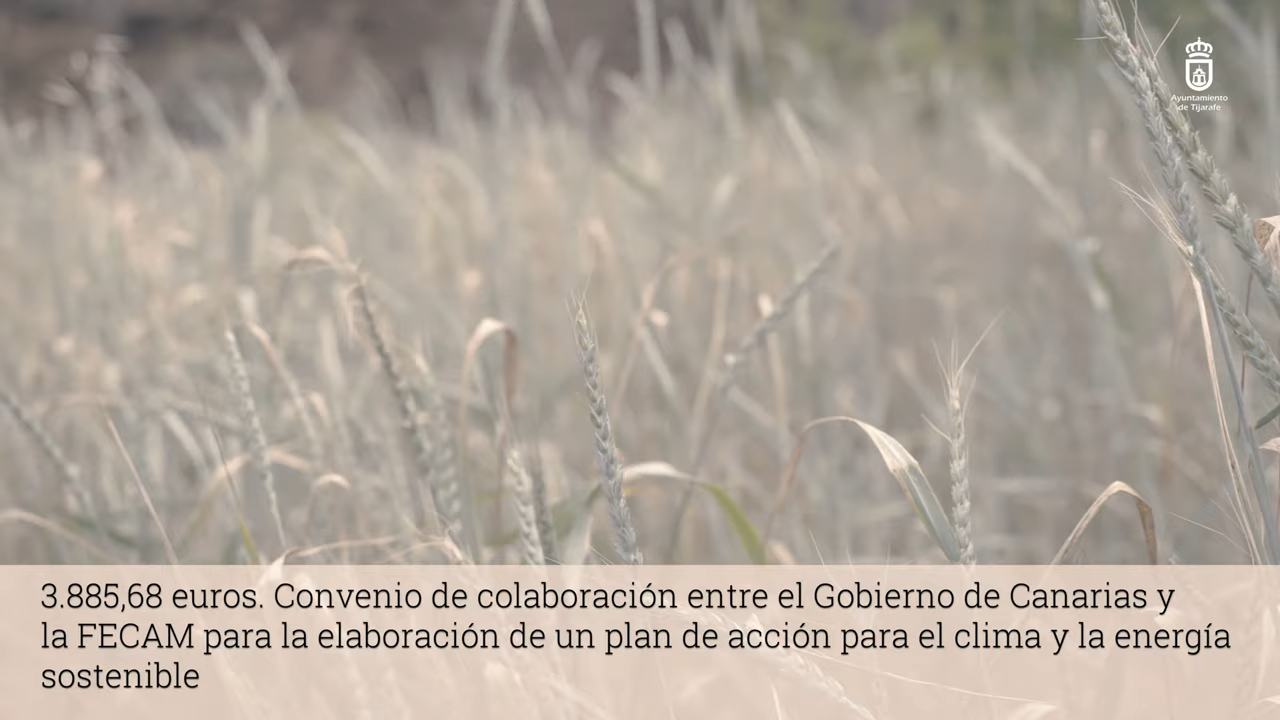 Ayuntamiento
de Tijarafe
3.885,68 euros. Convenio de colaboración entre el Gobierno de Canarias y
la FECAM para la elaboración de un plan de acción para el clima y la energía
sostenible